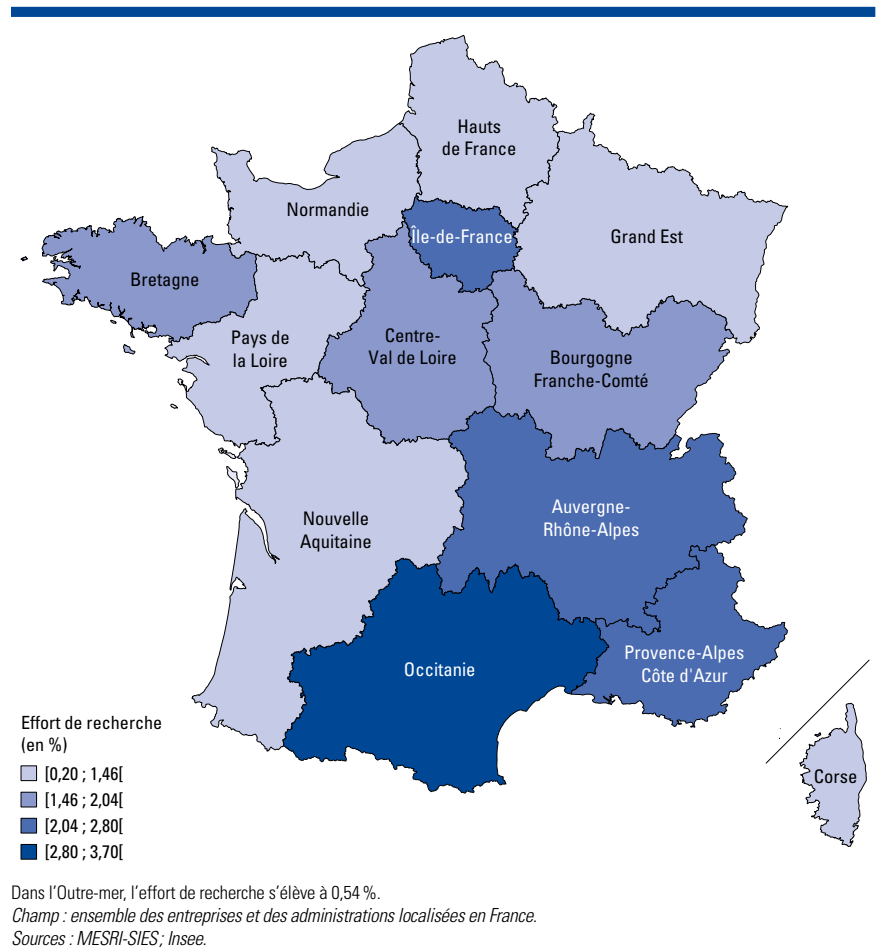 Hauts
de France
Normandie
Île-de-France
Grand Est
Bretagne
Pays de
la Loire
Centre-
Val de Loire
Bourgogne
Franche-Comté
Nouvelle
Aquitaine
Auvergne-
Rhône-Alpes
Occitanie
Provence-Alpes
Côte d'Azur
Corse
Effort de recherche
(en %)
[0,20 ; 1,46[
[1,46 ; 2,04[
[2,04 ; 2,80[
[2,80 ; 3,70[
Dans l'Outre-mer, l'effort de recherche s'élève à 0,54 %.
Champ : ensemble des entreprises et des administrations localisées en France.
Sources : MESRI-SIES ; Insee.